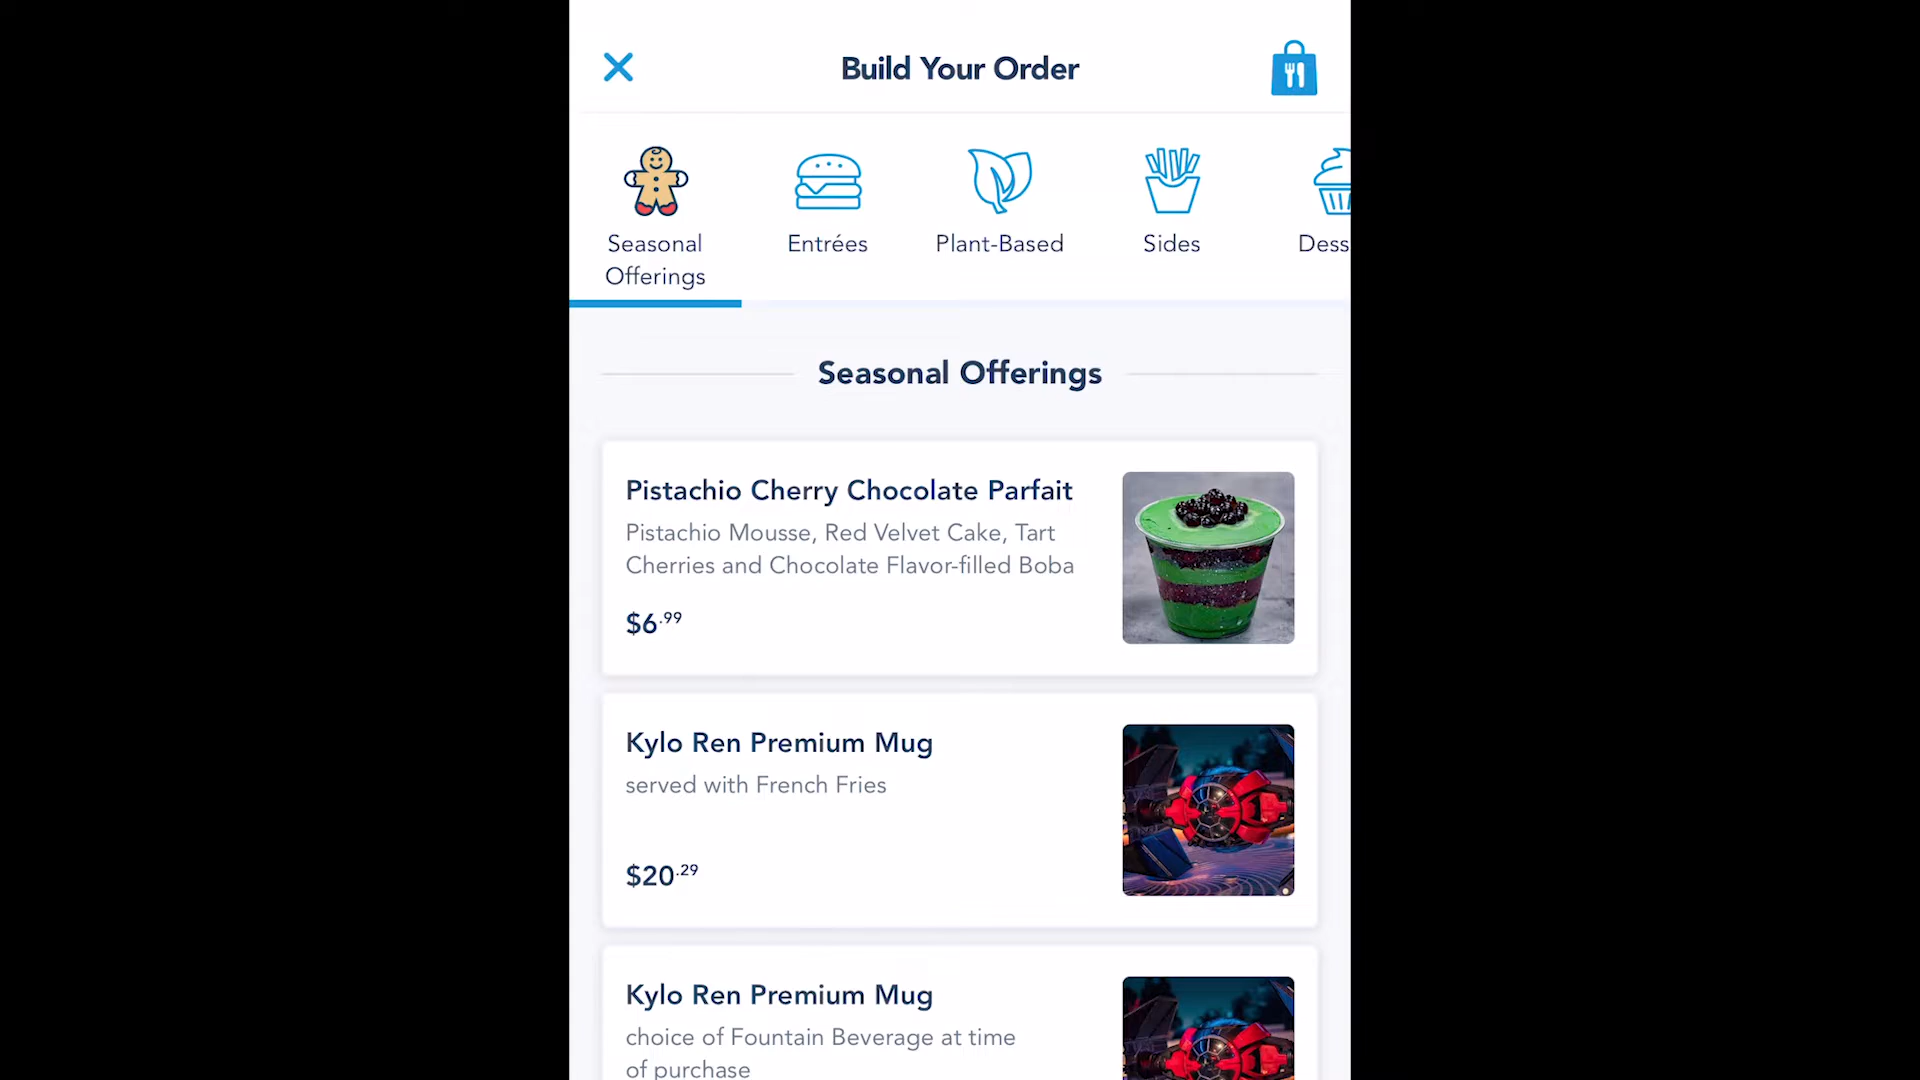 Build Your Order
Seasonal
Offerings
Entrées
Plant-Based
Sides
Dess
Seasonal Offerings
Pistachio Cherry Chocolate Parfait
Pistachio Mousse, Red Velvet Cake, Tart
Cherries and Chocolate Flavor-filled Boba
$6.99
Kylo Ren Premium Mug
served with French Fries
$20.29
Kylo Ren Premium Mug
choice of Fountain Beverage at time
of purchase